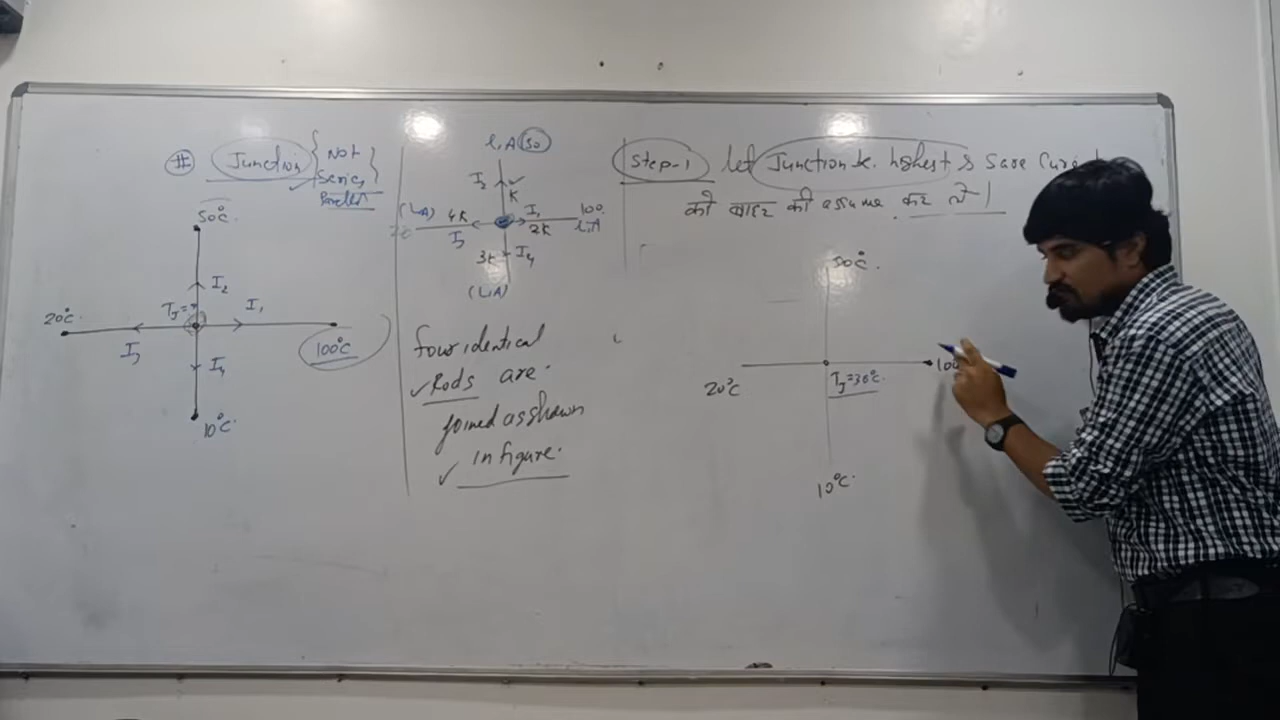 # Junction { Not
Series
Parallel }
50°C
I₂
TJ=?
I₁
20°C
I₃
I₄
100°C
10°C
l,A 50
I₂
K
(L,A) 4K
I₁ 100
I₃
2K l,A
3K I₄
(L,A)
four identical
Rods are
joined as shown
in figure.
Step-1 Let Junction K. highest & save Current
को बाहर की assume कर ले।
50°C
20°C
TJ=30°C
10°C